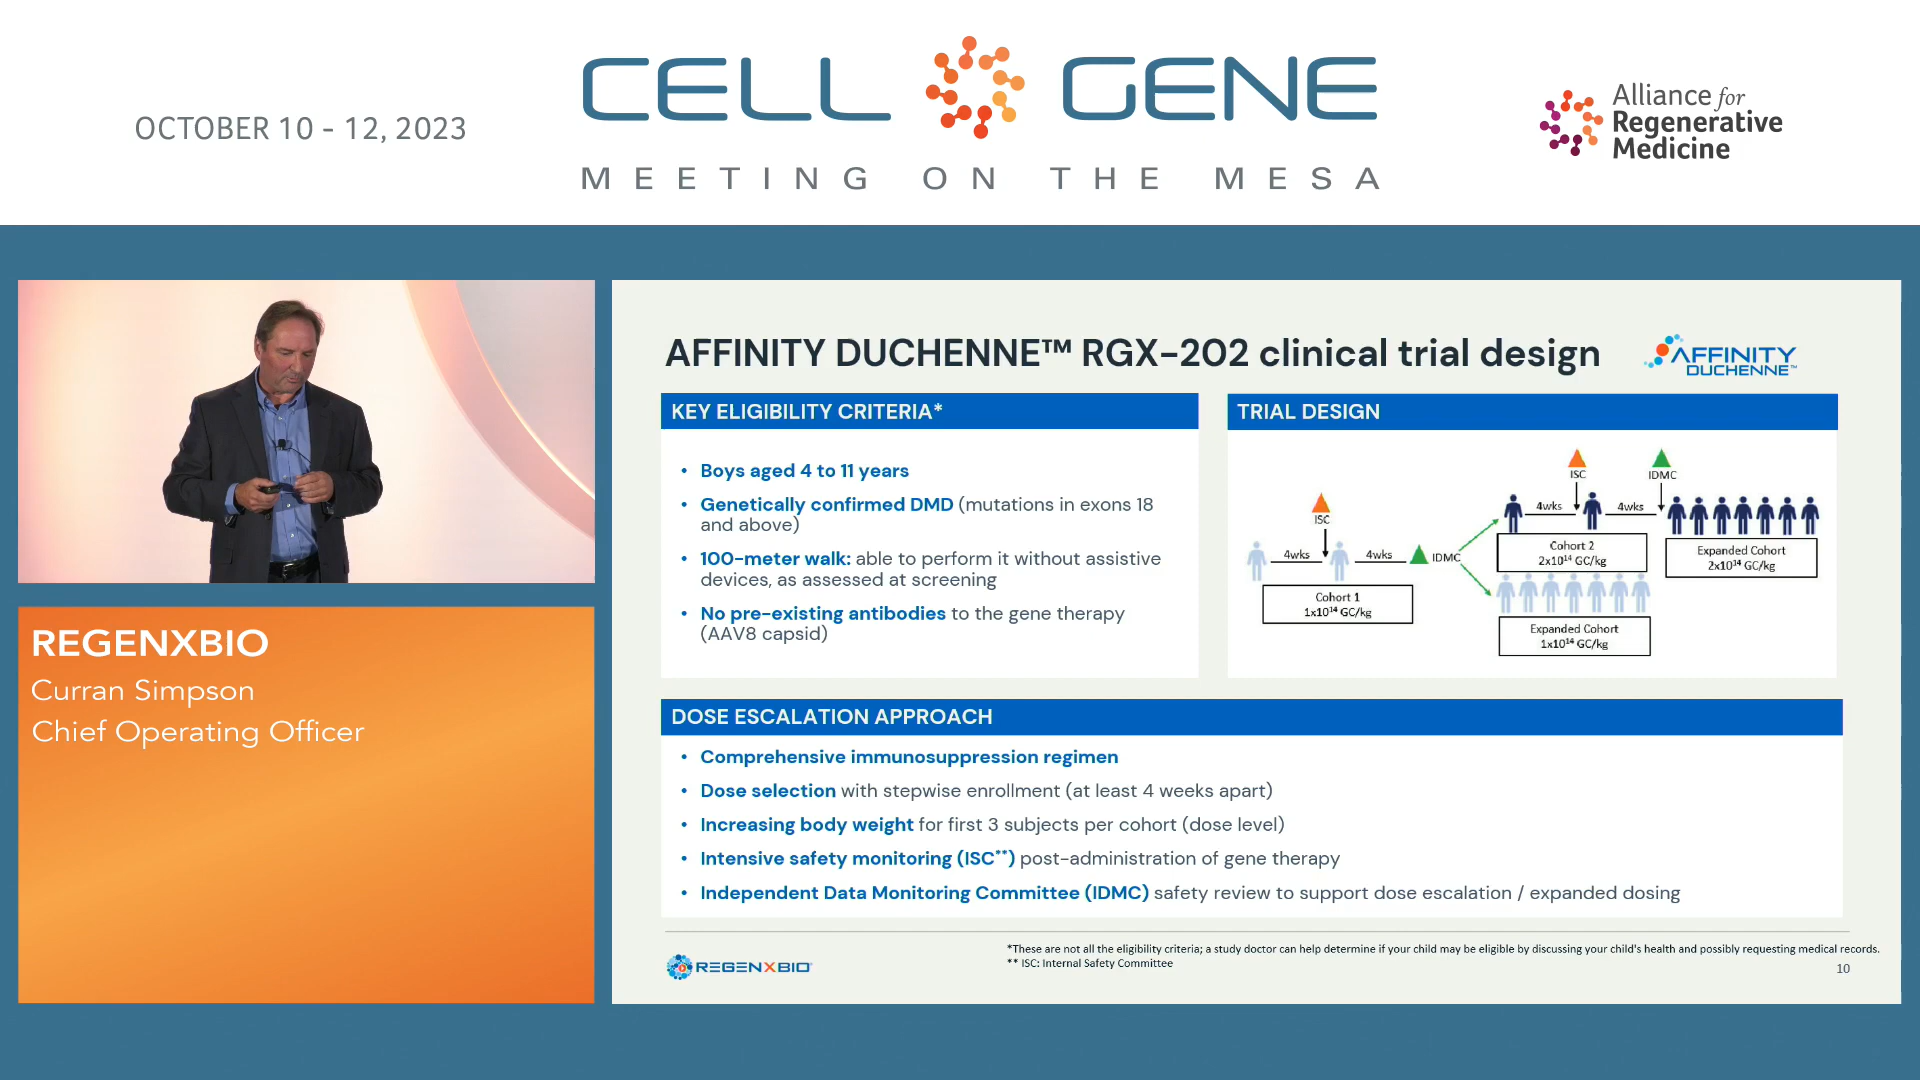 OCTOBER 10 - 12, 2023
CELL GENE
MEETING ON THE MESA
Alliance for
Regenerative
Medicine
REGENXBIO
Curran Simpson
Chief Operating Officer
AFFINITY DUCHENNE™ RGX-202 clinical trial design
AFFINITY
DUCHENNE™
KEY ELIGIBILITY CRITERIA*
• Boys aged 4 to 11 years
• Genetically confirmed DMD (mutations in exons 18
and above)
• 100-meter walk: able to perform it without assistive
devices, as assessed at screening
• No pre-existing antibodies to the gene therapy
(AAV8 capsid)
TRIAL DESIGN
ISC
4wks
4wks
IDMC
Cohort 1
1x10¹⁴ GC/kg
ISC
IDMC
4wks
4wks
Cohort 2
2x10¹⁴ GC/kg
Expanded Cohort
2x10¹⁴ GC/kg
Expanded Cohort
1x10¹⁴ GC/kg
DOSE ESCALATION APPROACH
• Comprehensive immunosuppression regimen
• Dose selection with stepwise enrollment (at least 4 weeks apart)
• Increasing body weight for first 3 subjects per cohort (dose level)
• Intensive safety monitoring (ISC**) post-administration of gene therapy
• Independent Data Monitoring Committee (IDMC) safety review to support dose escalation / expanded dosing
*These are not all the eligibility criteria; a study doctor can help determine if your child may be eligible by discussing your child's health and possibly requesting medical records.
** ISC: Internal Safety Committee
REGENXBIO
10